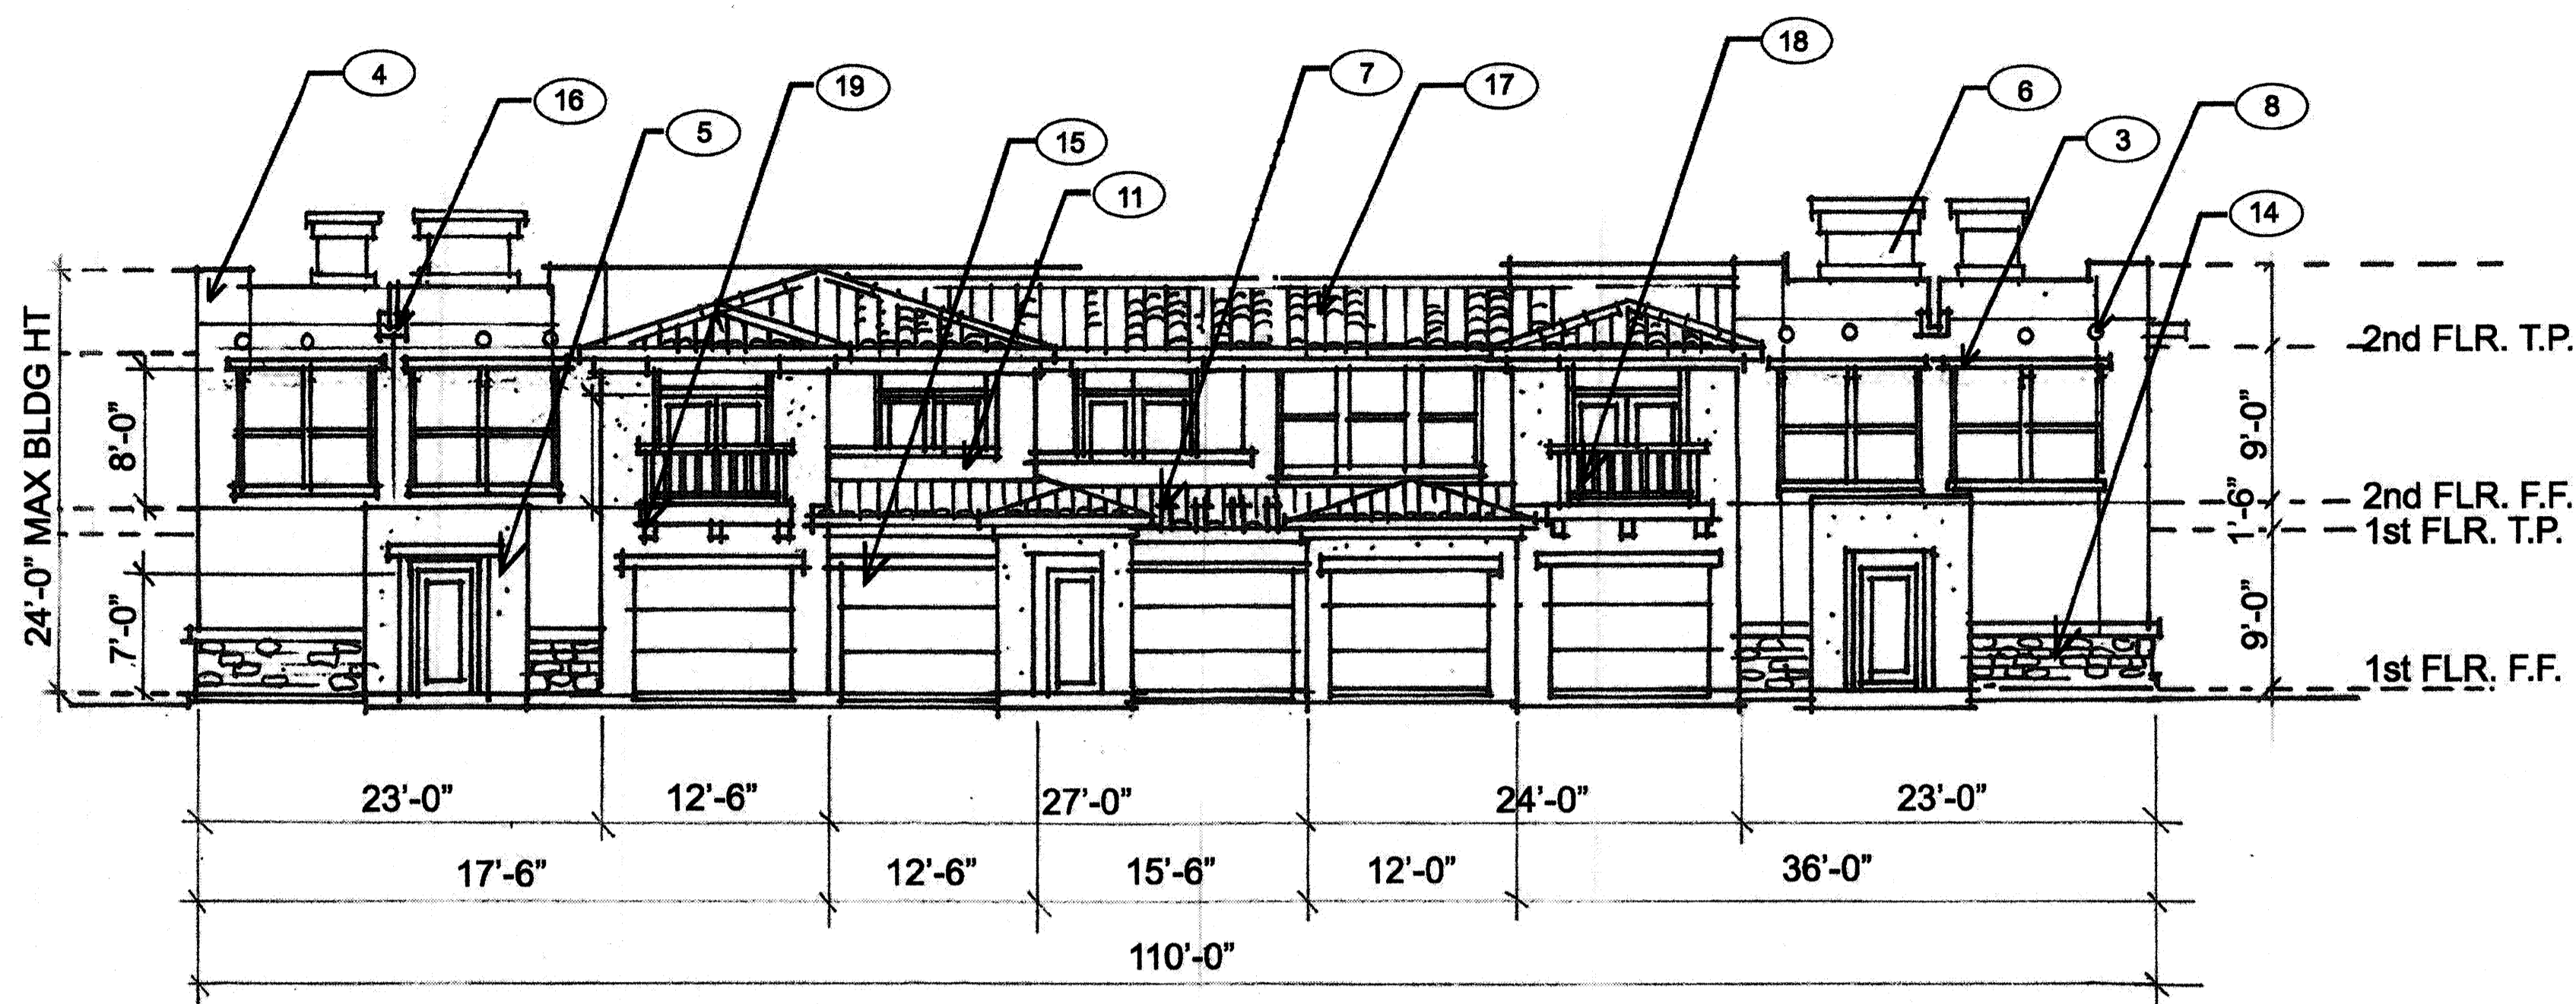 4
16
5
19
15
11
7
17
18
6
3
8
14
24'-0" MAX BLDG HT
8'-0"
7'-0"
2nd FLR. T.P.
9'-0"
2nd FLR. F.F.
1'-6"
1st FLR. T.P.
9'-0"
1st FLR. F.F.
23'-0" 12'-6" 27'-0" 24'-0" 23'-0"
17'-6" 12'-6" 15'-6" 12'-0" 36'-0"
110'-0"